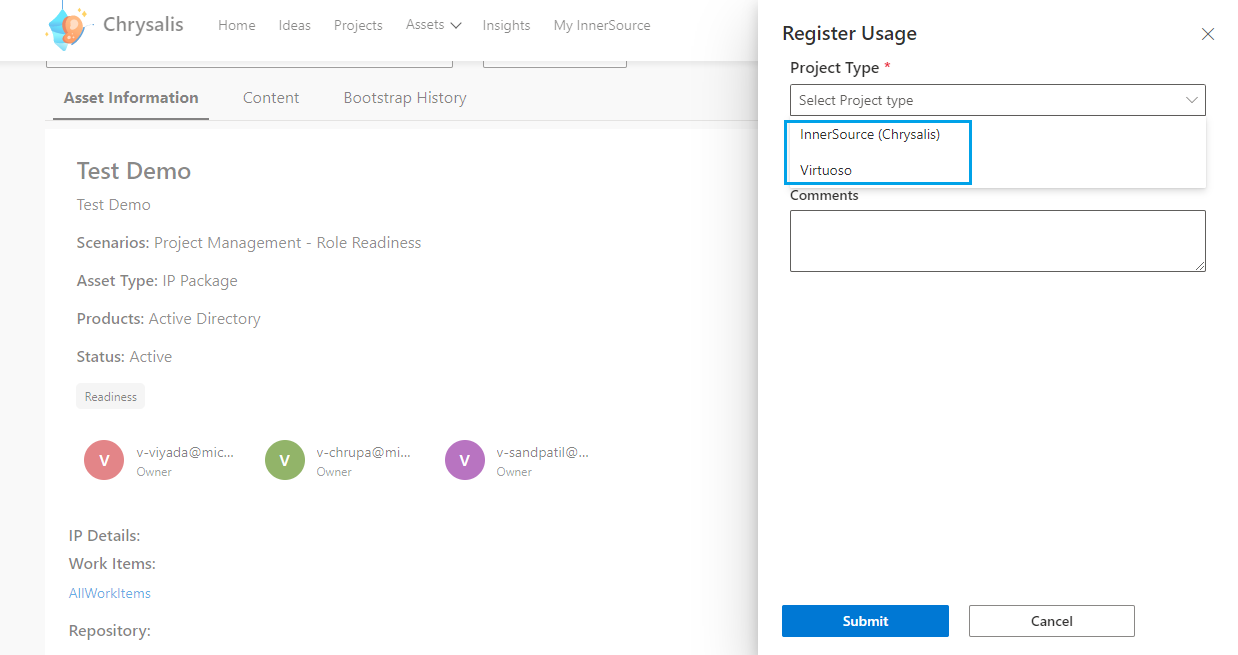 Chrysalis
Home Ideas Projects Assets Insights My InnerSource
Asset Information Content Bootstrap History
Test Demo
Test Demo
Scenarios: Project Management - Role Readiness
Asset Type: IP Package
Products: Active Directory
Status: Active
Readiness
V v-viyada@mic... Owner
V v-chrupa@mi... Owner
V v-sandpatil@... Owner
IP Details:
Work Items:
AllWorkItems
Repository:
Register Usage
Project Type *
Select Project type
InnerSource (Chrysalis)
Virtuoso
Comments
Submit Cancel